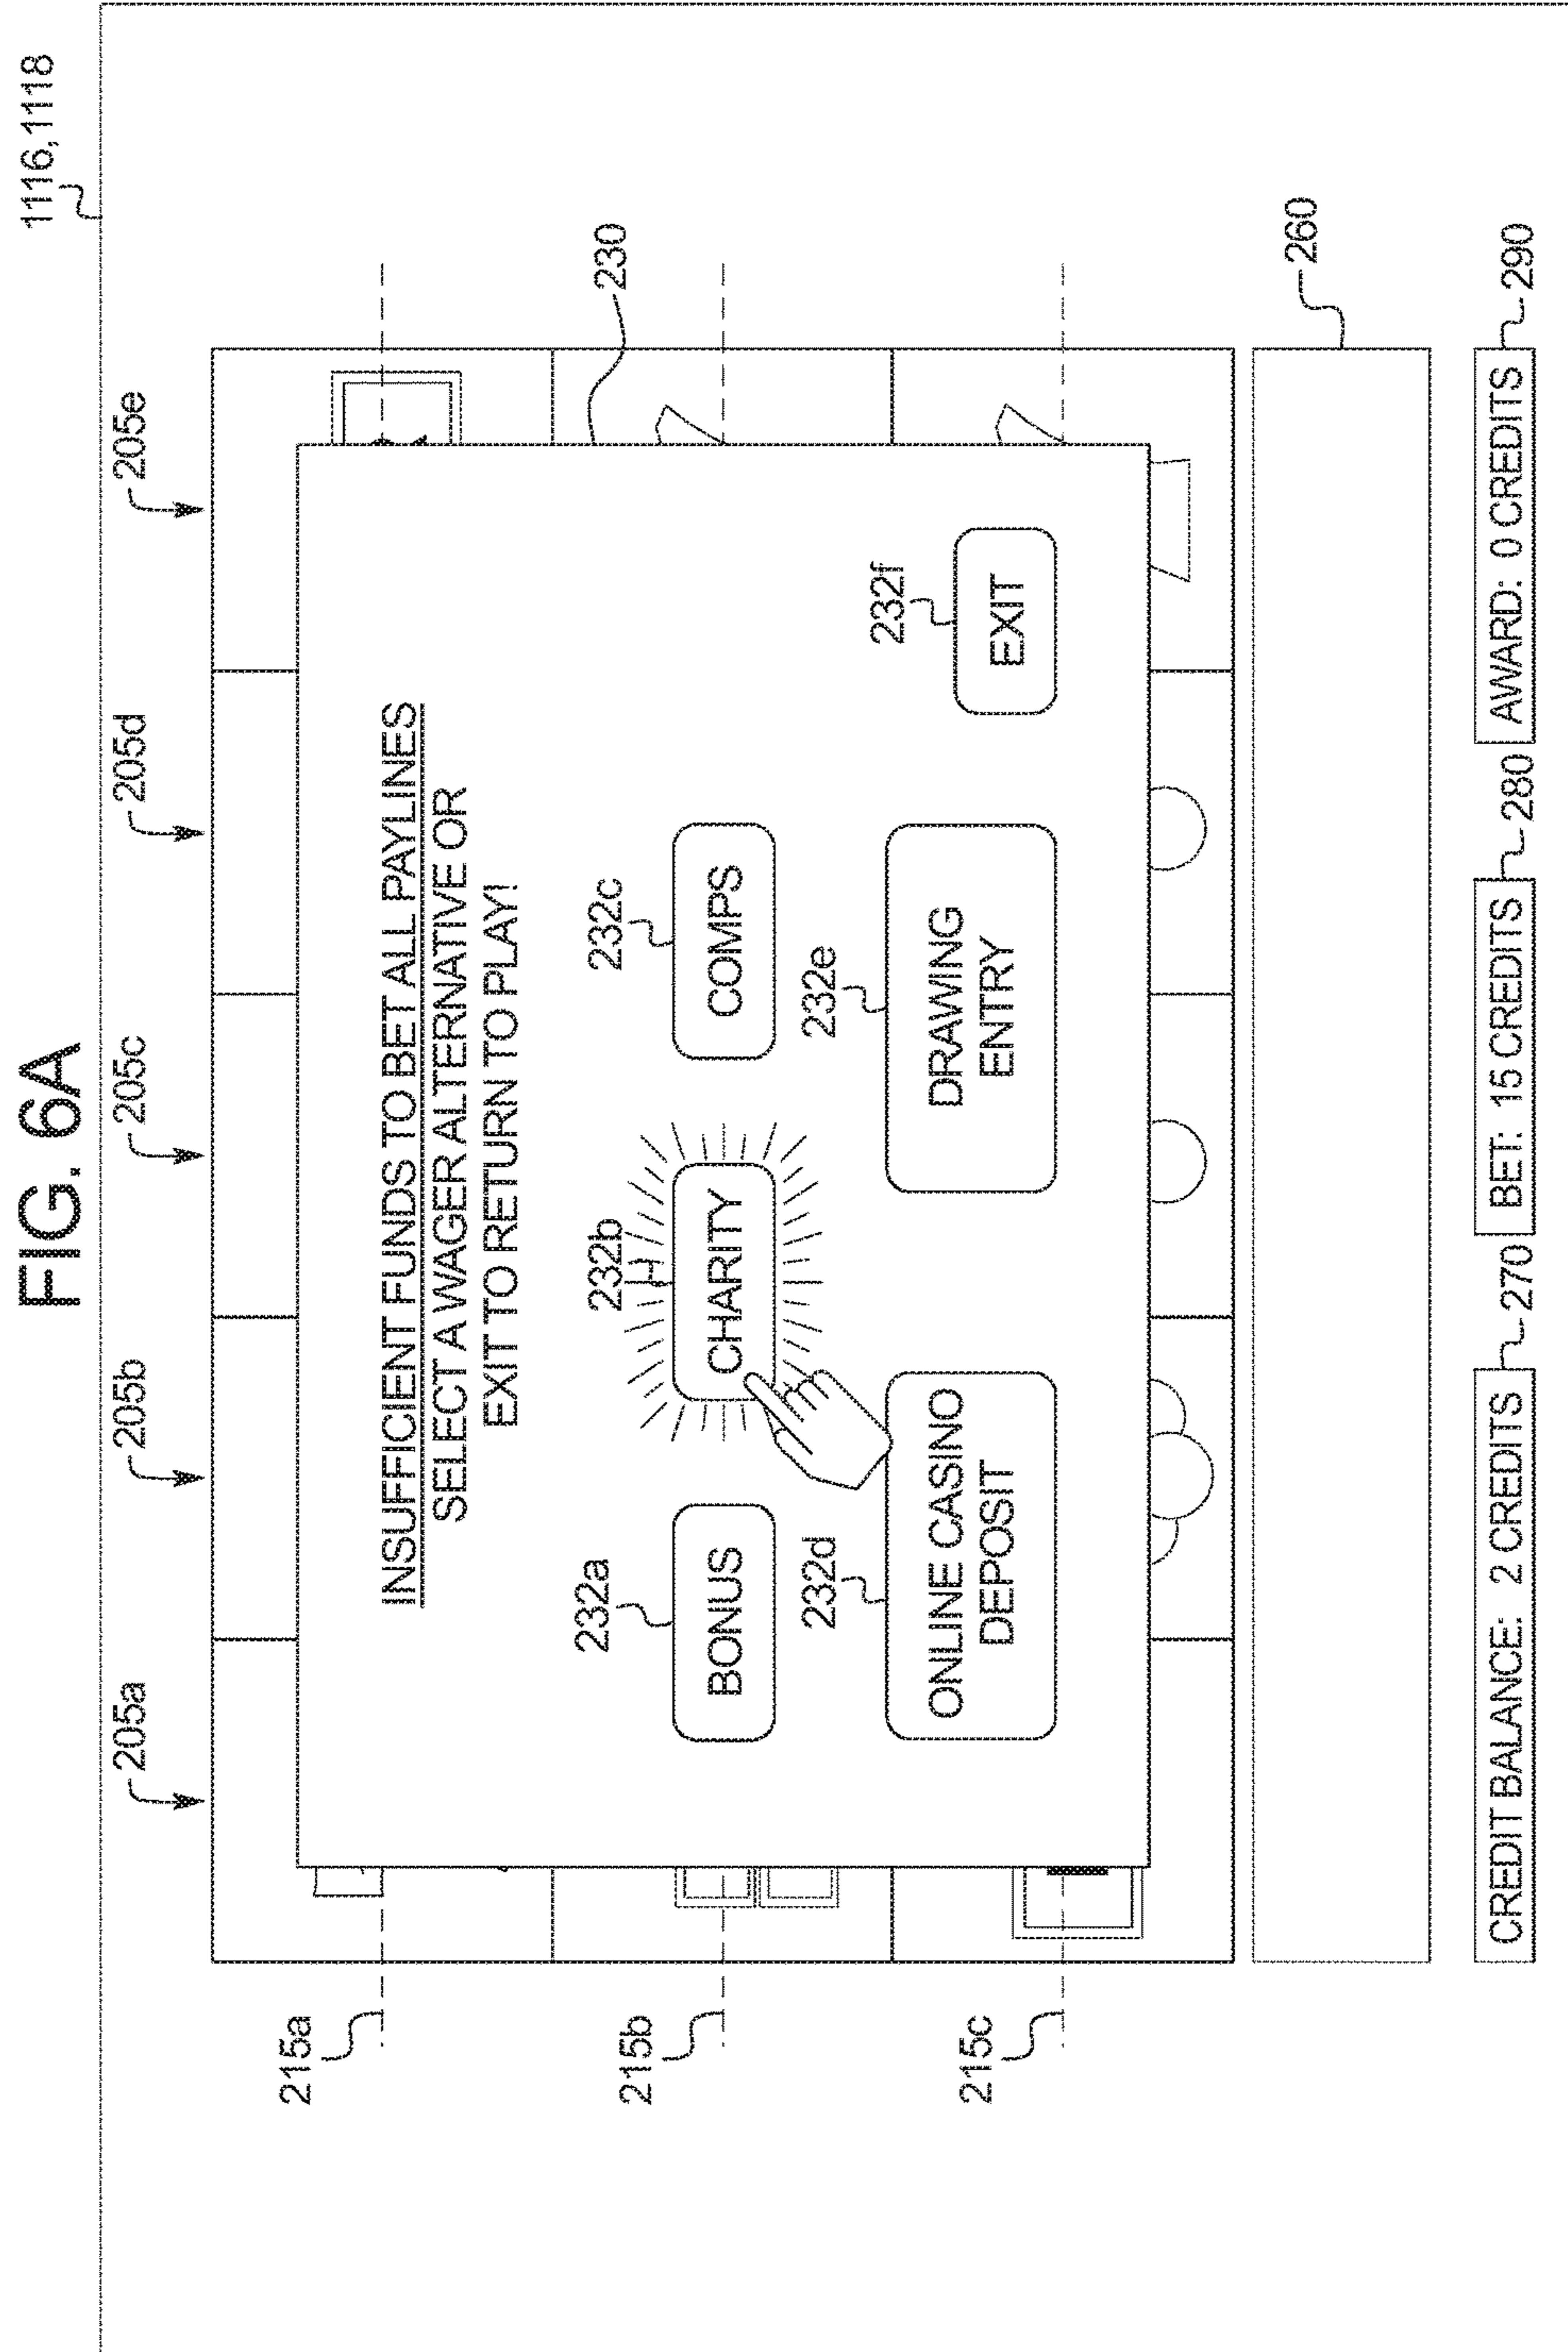 FIG. 6A
1116,1118
205a
205b
205c
205d
205e
215a
215b
215c
230
INSUFFICIENT FUNDS TO BET ALL PAYLINES
SELECT A WAGER ALTERNATIVE OR
EXIT TO RETURN TO PLAY!
232a
232b
232c
BONUS
CHARITY
COMPS
232d
232e
232f
ONLINE CASINO
DEPOSIT
DRAWING
ENTRY
EXIT
260
CREDIT BALANCE: 2 CREDITS
270
BET: 15 CREDITS
280
AWARD: 0 CREDITS
290